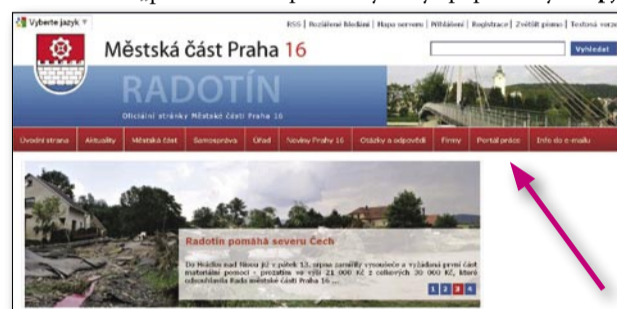 Vyberte jazyk ▼
RSS | Rozšířené hledání | Mapa serveru | Přihlášení | Registrace | Zvětšit písmo | Textová verze
Městská část Praha 16
Vyhledat
RADOTÍN
Oficiální stránky Městské části Praha 16
Úvodní strana | Aktuality | Městská část | Samospráva | Úřad | Noviny Prahy 16 | Otázky a odpovědi | Firmy | Portál práce | Info do e-mailu
Radotín pomáhá severu Čech
Do Hrádku nad Nisou již v pátek 13. srpna zamířily vysoušeče a vyžádaná první část
materiální pomoci - prozatím ve výši 21 000 Kč z celkových 30 000 Kč, které
odsouhlasila Rada městské části Praha 16 ...
1 2 3 4